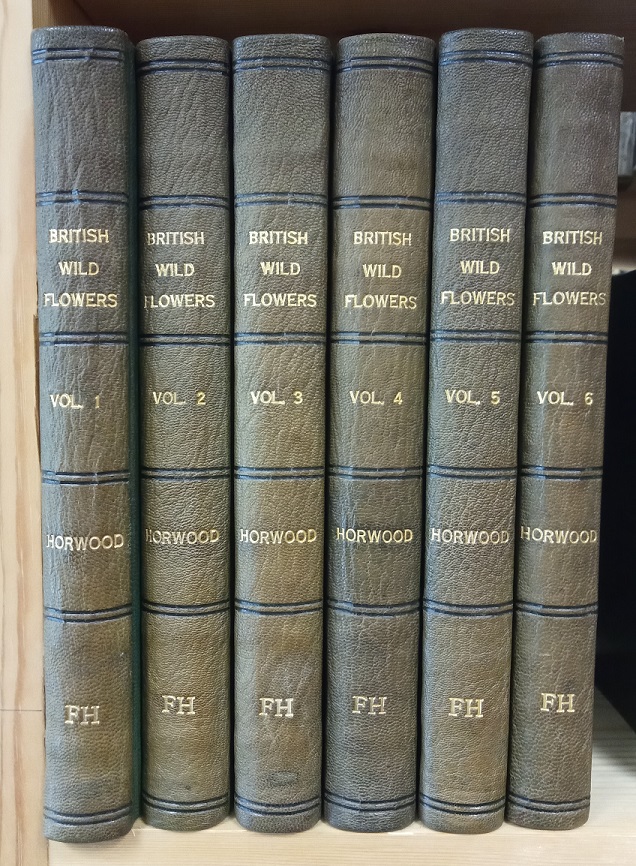 BRITISH
WILD
FLOWERS
VOL. 1
HORWOOD
FH
BRITISH
WILD
FLOWERS
VOL. 2
HORWOOD
FH
BRITISH
WILD
FLOWERS
VOL. 3
HORWOOD
FH
BRITISH
WILD
FLOWERS
VOL. 4
HORWOOD
FH
BRITISH
WILD
FLOWERS
VOL. 5
HORWOOD
FH
BRITISH
WILD
FLOWERS
VOL. 6
HORWOOD
FH